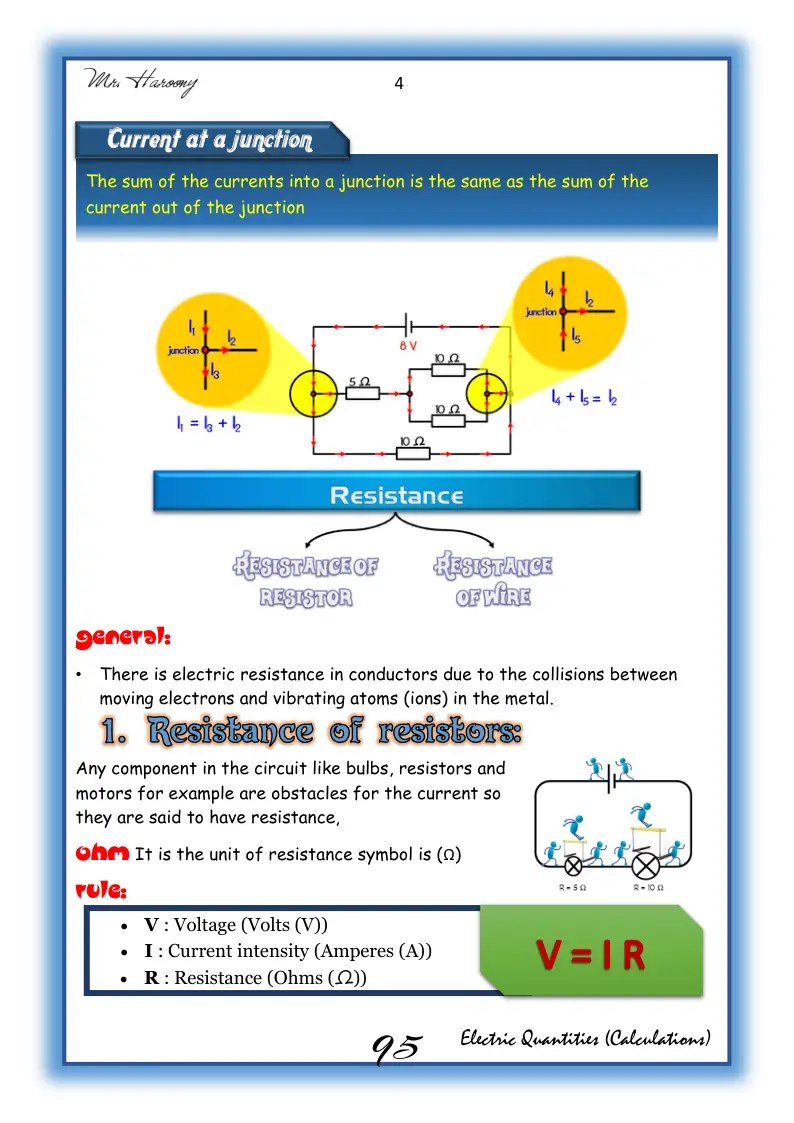 Mr. Haroony
4
Current at a junction
The sum of the currents into a junction is the same as the sum of the
current out of the junction
I1
I2
junction
I3
I1 = I3 + I2
8 V
5 Ω
10 Ω
10 Ω
10 Ω
I4
I2
junction
I5
I4 + I5 = I2
Resistance
Resistance of
resistor
Resistance
of wire
general:
• There is electric resistance in conductors due to the collisions between
moving electrons and vibrating atoms (ions) in the metal.
1. Resistance of resistors:
Any component in the circuit like bulbs, resistors and
motors for example are obstacles for the current so
they are said to have resistance,
ohm It is the unit of resistance symbol is (Ω)
R = 5 Ω
R = 10 Ω
rule:
• V : Voltage (Volts (V))
• I : Current intensity (Amperes (A))
• R : Resistance (Ohms (Ω))
V = I R
95
Electric Quantities (Calculations)